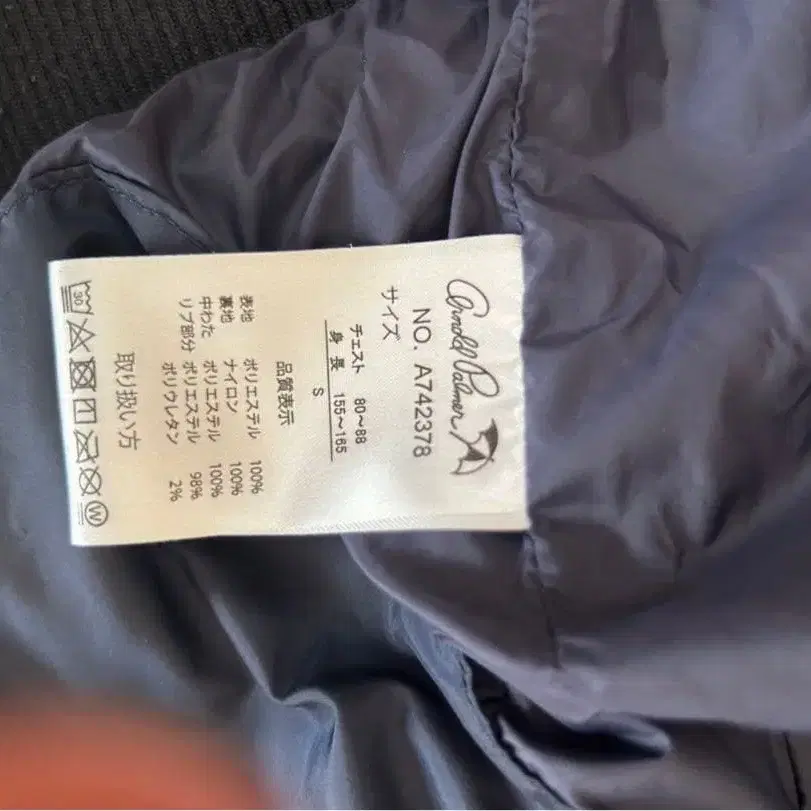 Arnold Palmer
NO. A742378
サイズ
チェスト 80～88
身長 155～165
S
品質表示
表地 ポリエステル 100%
裏地 ナイロン 100%
中わた ポリエステル 100%
リブ部分 ポリエステル 98%
ポリウレタン 2%
取り扱い方
30
W